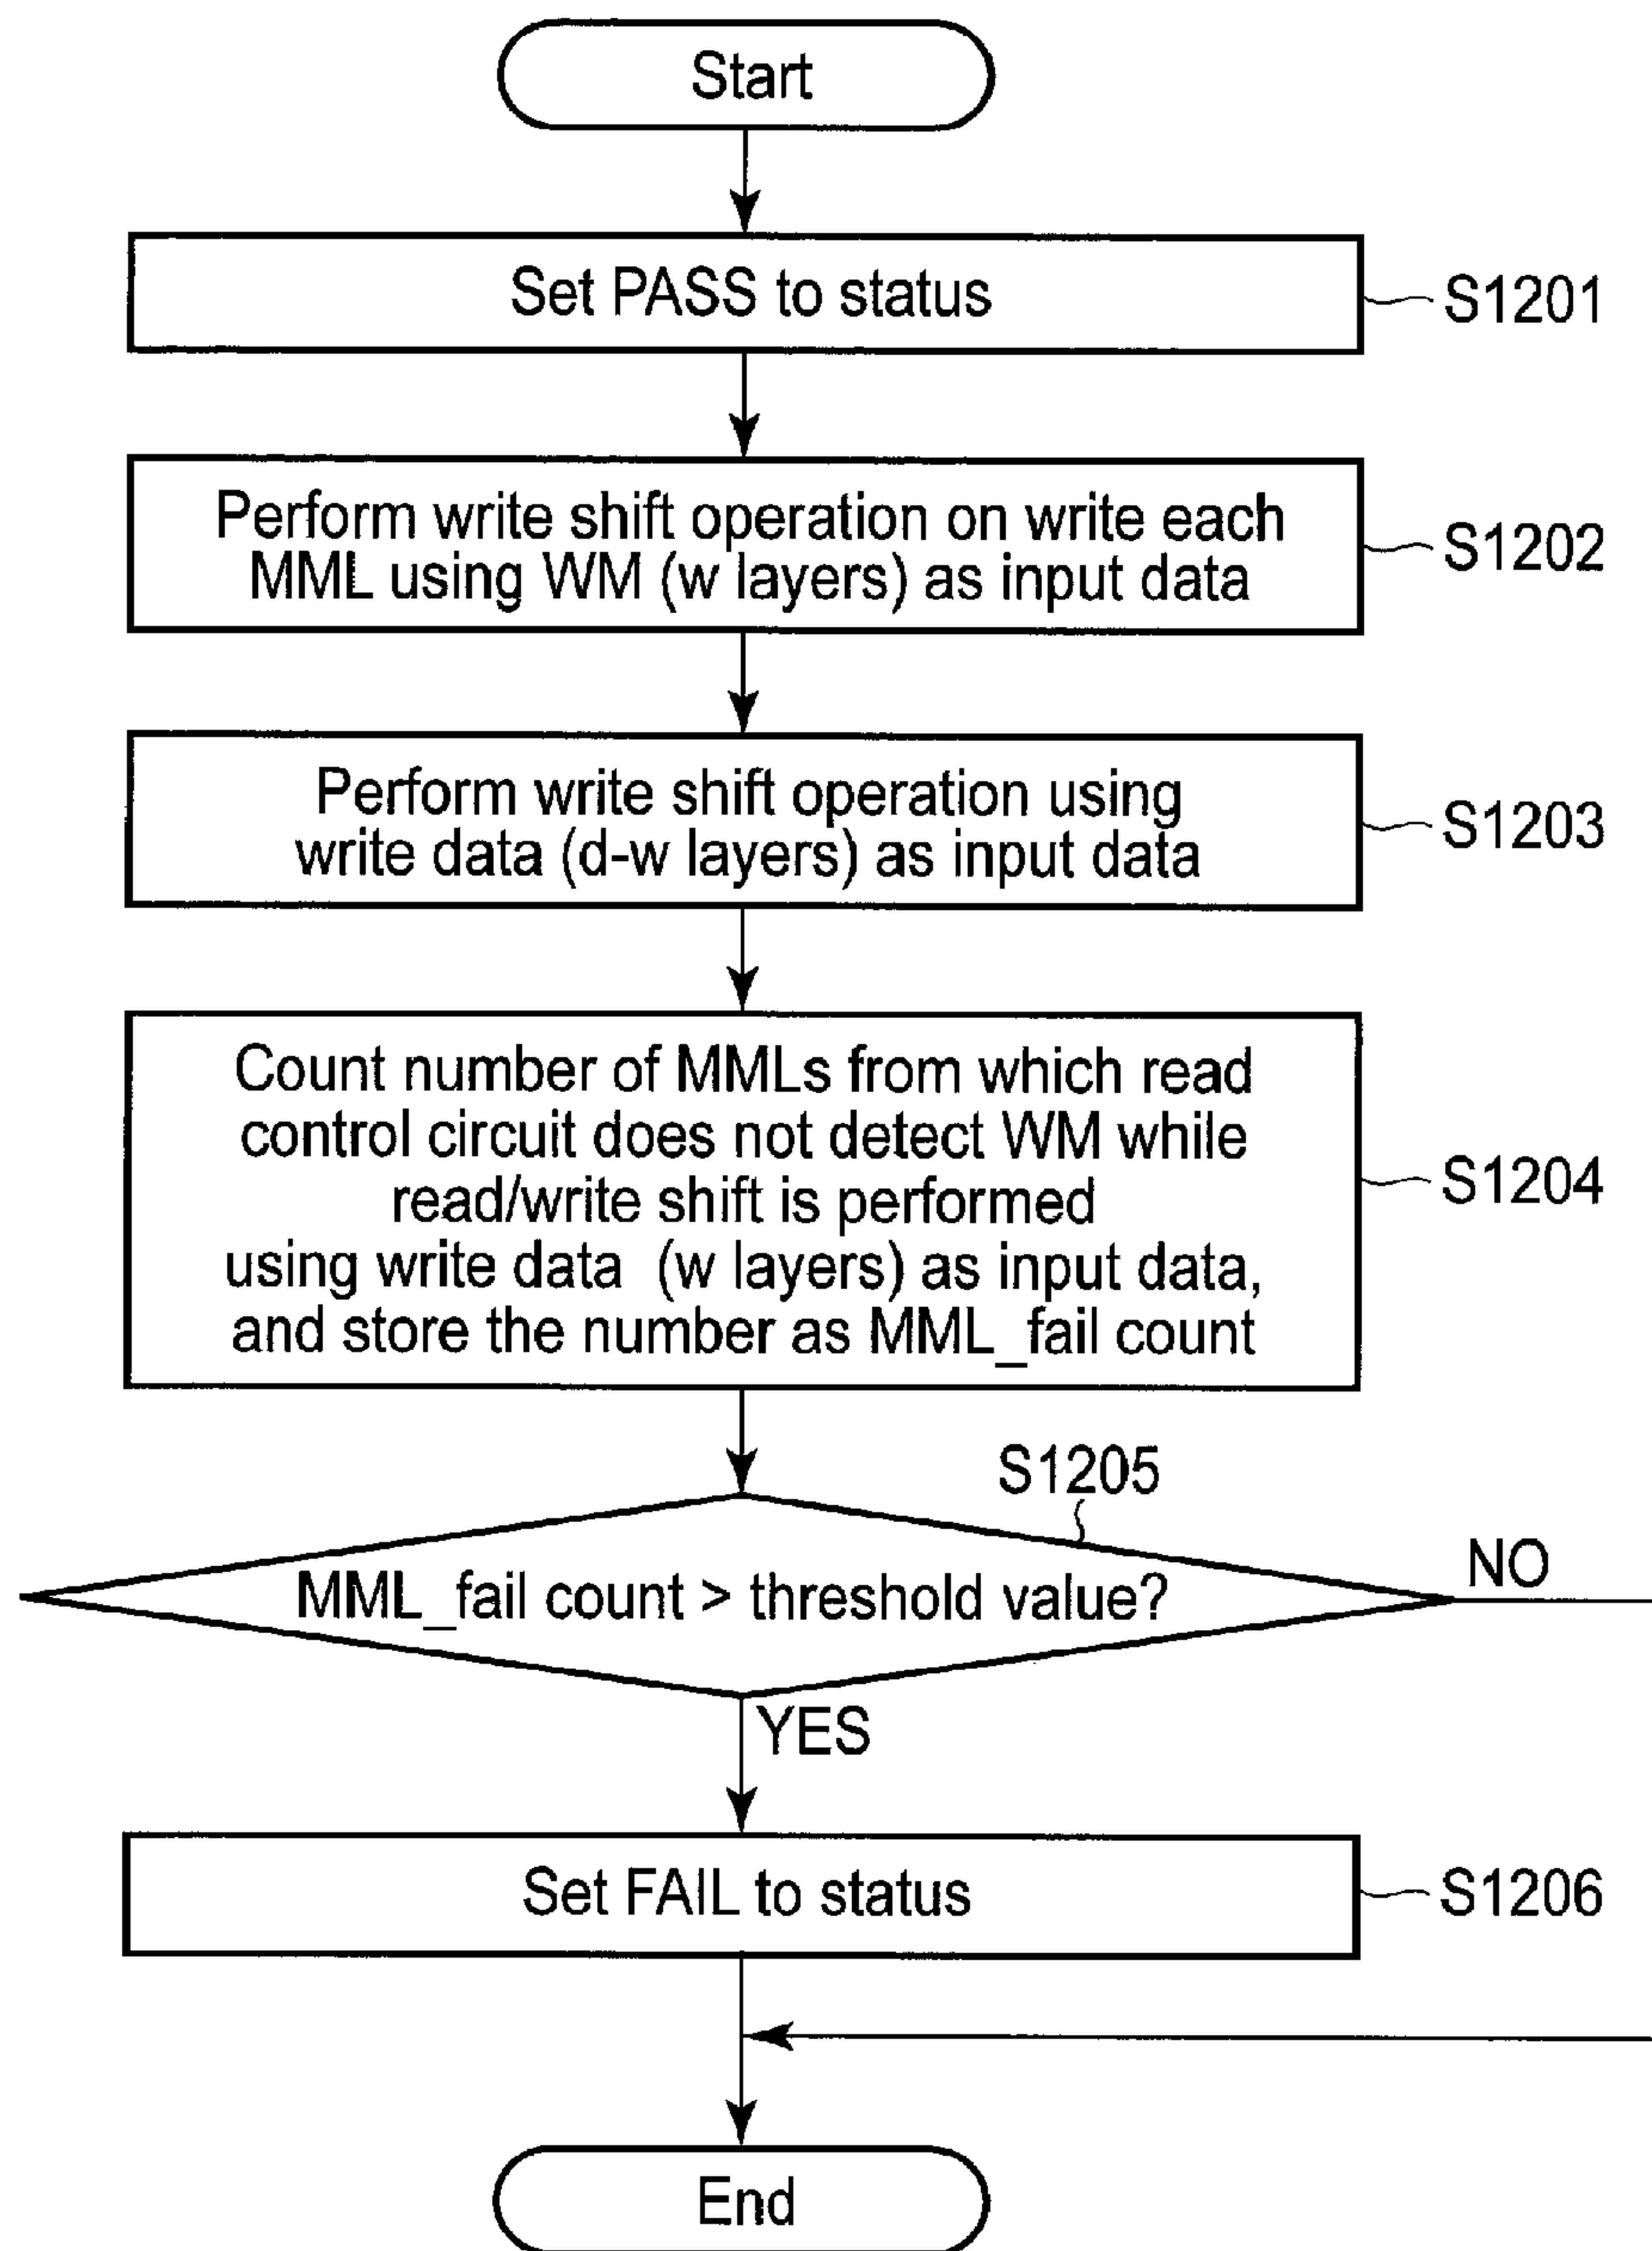 Start
Set PASS to status
S1201
Perform write shift operation on write each
MML using WM (w layers) as input data
S1202
Perform write shift operation using
write data (d-w layers) as input data
S1203
Count number of MMLs from which read
control circuit does not detect WM while
read/write shift is performed
using write data (w layers) as input data,
and store the number as MML_fail count
S1204
S1205
MML_fail count > threshold value?
NO
YES
Set FAIL to status
S1206
End